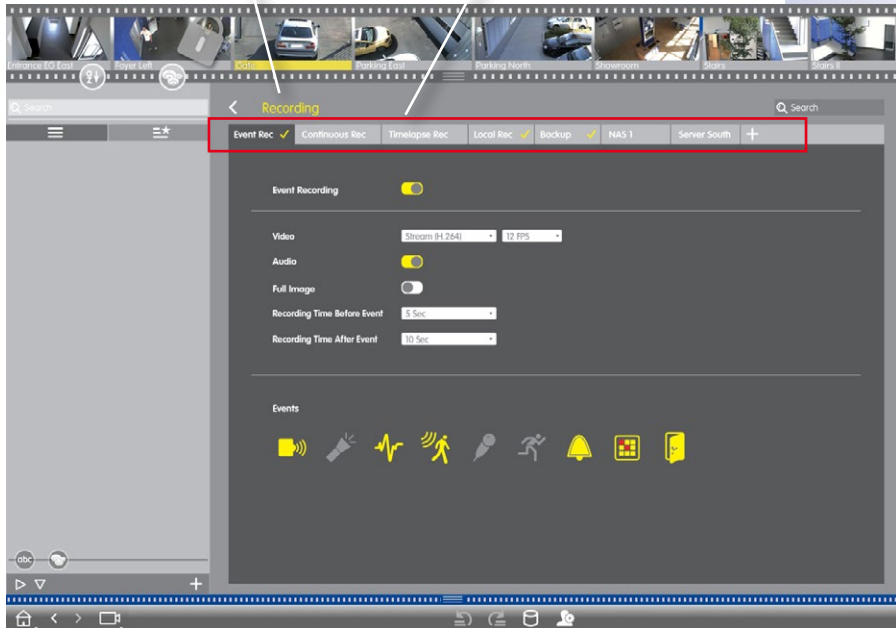 Entrance EG East Foyer Left Gate Parking East Parking North Showroom Stairs Stairs II
Search
Recording
Search
Event Rec Continuous Rec Timelapse Rec Local Rec Backup NAS 1 Server South
Event Recording
Video Stream (H.264) 12 FPS
Audio
Full Image
Recording Time Before Event 5 Sec
Recording Time After Event 10 Sec
Events
abc